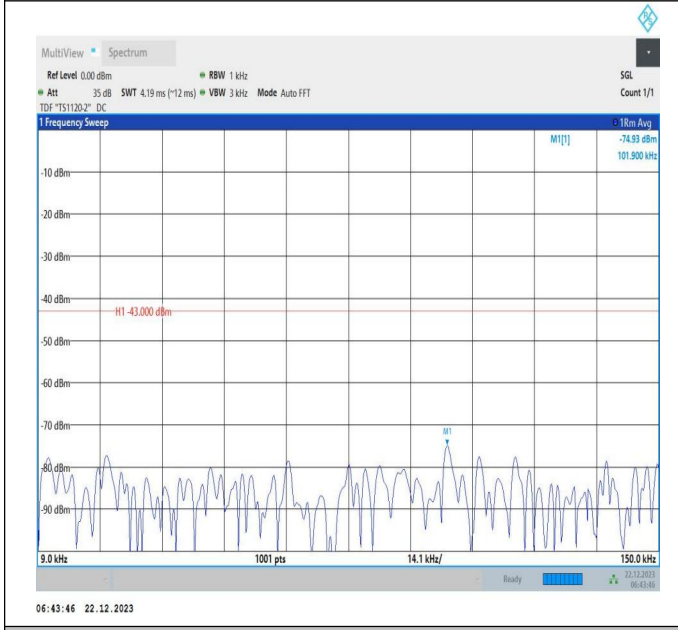 MultiView Spectrum
Ref Level 0.00 dBm RBW 1 kHz SGL
Att 35 dB SWT 4.19 ms (~12 ms) VBW 3 kHz Mode Auto FFT Count 1/1
TDF "TS1120-2" DC
1 Frequency Sweep 1Rm Avg
M1[1] -74.93 dBm
101.900 kHz
-10 dBm
-20 dBm
-30 dBm
-40 dBm
H1 -43.000 dBm
-50 dBm
-60 dBm
-70 dBm
M1
-80 dBm
-90 dBm
9.0 kHz 1001 pts 14.1 kHz/ 150.0 kHz
Ready 22.12.2023
06:43:46
06:43:46 22.12.2023